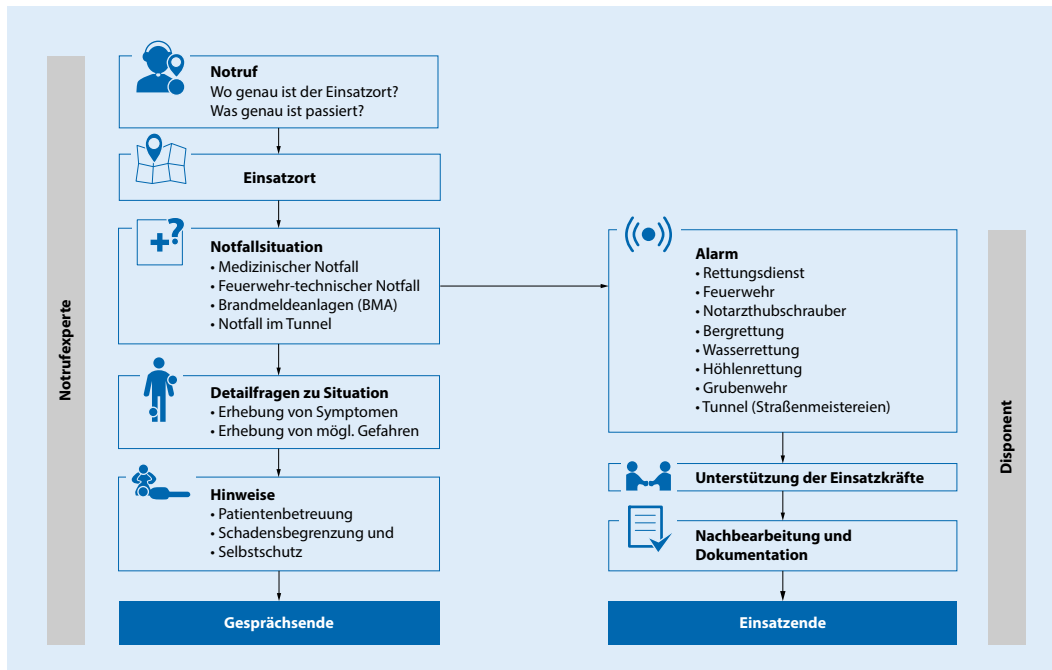 Notrufexperte
Notruf
Wo genau ist der Einsatzort?
Was genau ist passiert?
Einsatzort
Notfallsituation
• Medizinischer Notfall
• Feuerwehr-technischer Notfall
• Brandmeldeanlagen (BMA)
• Notfall im Tunnel
Detailfragen zu Situation
• Erhebung von Symptomen
• Erhebung von mögl. Gefahren
Hinweise
• Patientenbetreuung
• Schadensbegrenzung und
• Selbstschutz
Gesprächsende
Alarm
• Rettungsdienst
• Feuerwehr
• Notarzthubschrauber
• Bergrettung
• Wasserrettung
• Höhlenrettung
• Grubenwehr
• Tunnel (Straßenmeistereien)
Unterstützung der Einsatzkräfte
Nachbearbeitung und
Dokumentation
Einsatzende
Disponent